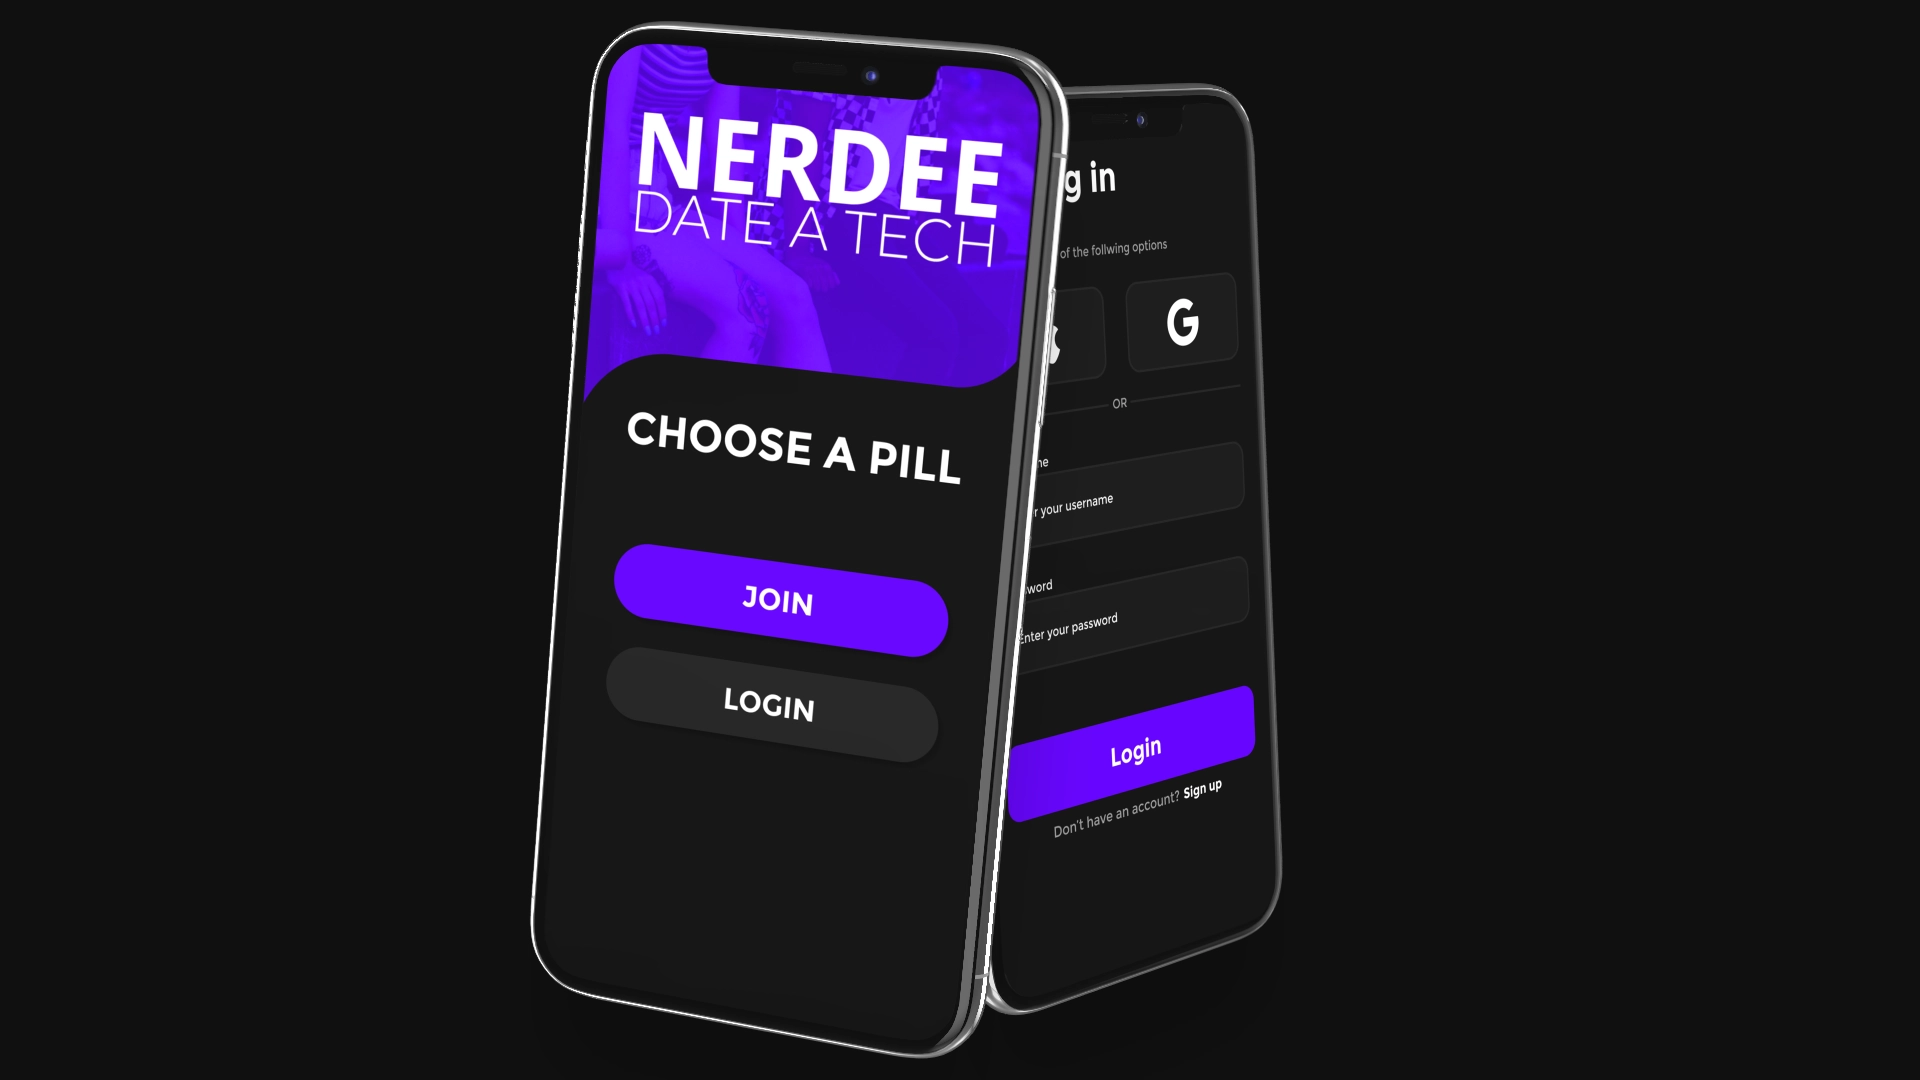 NERDEE
DATE A TECH
CHOOSE A PILL
JOIN
LOGIN
g in
of the follwing options
G
OR
your username
Enter your password
Login
Don't have an account? Sign up